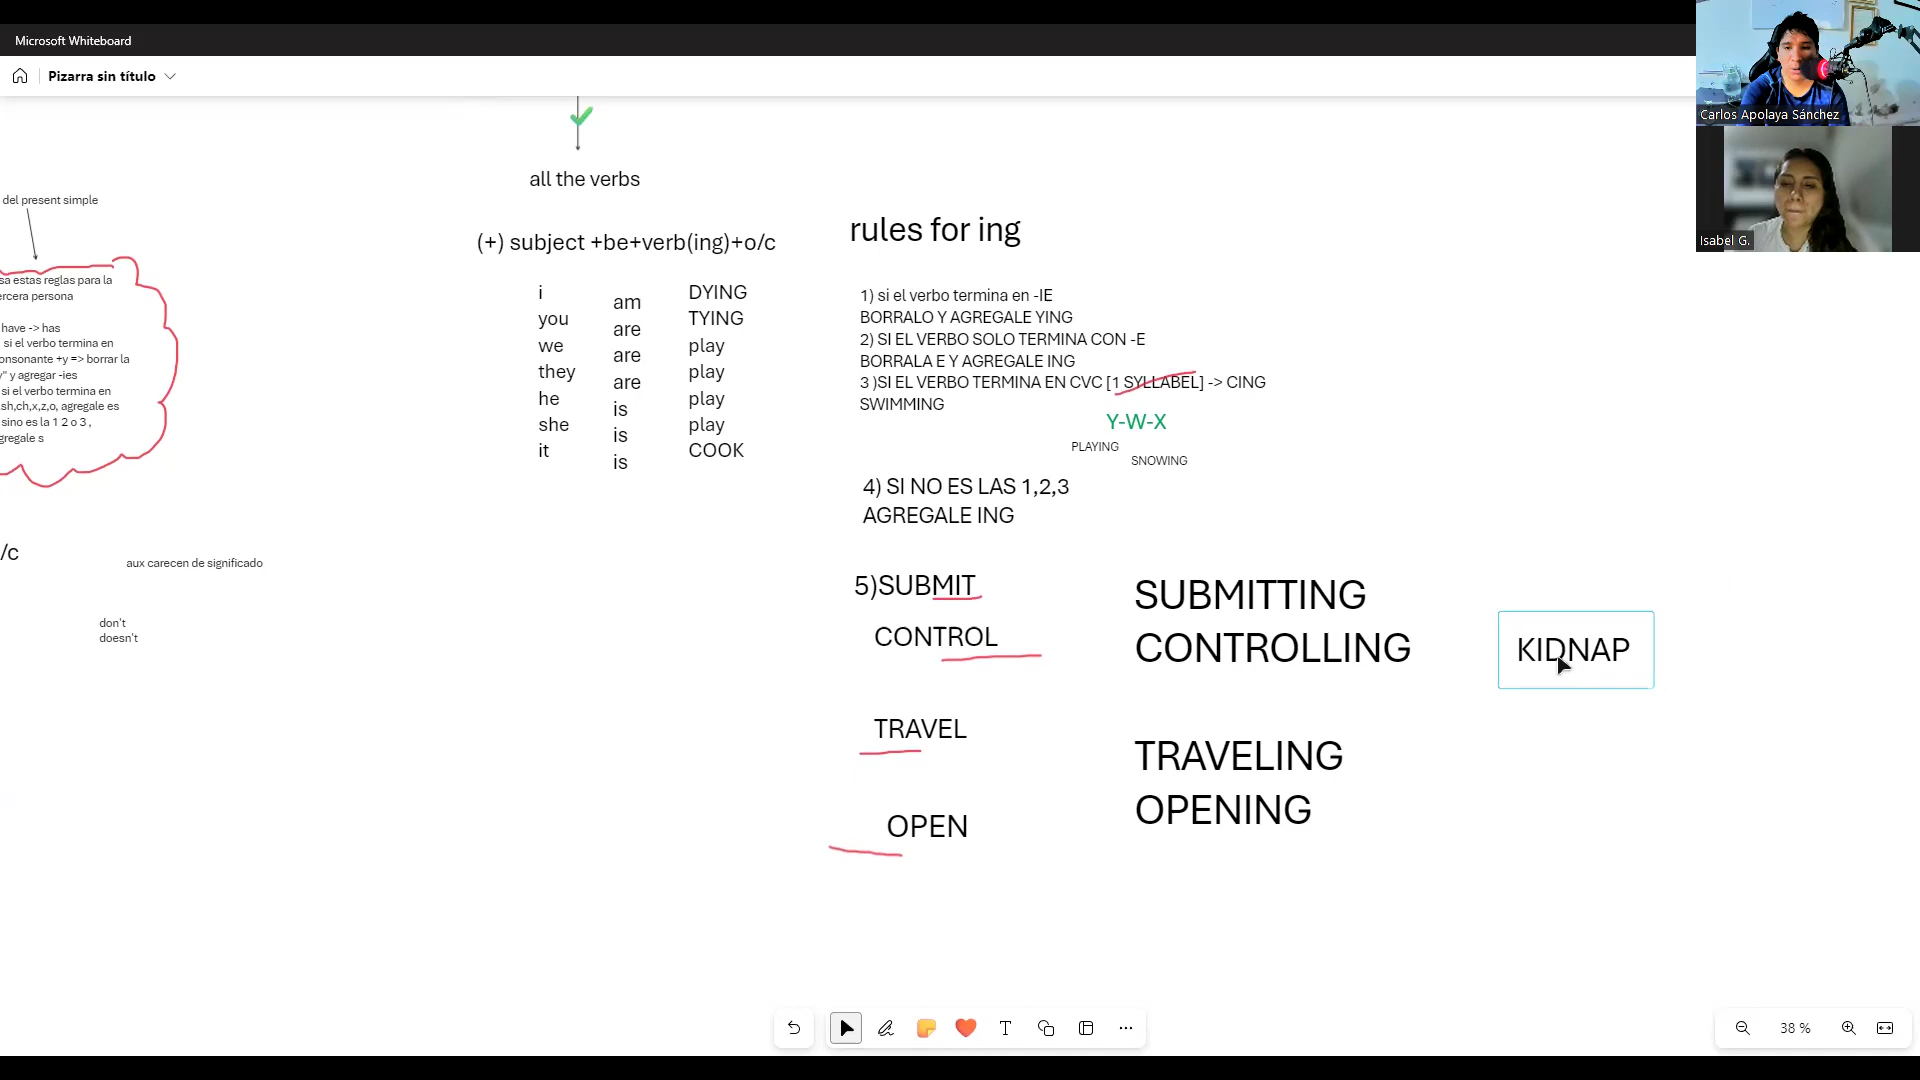 Microsoft Whiteboard
Pizarra sin título
Carlos Apolaya Sánchez
Isabel G.
all the verbs
del present simple
sa estas reglas para la
ercera persona
have -> has
si el verbo termina en
onsonante +y => borrar la
y" y agregar -ies
si el verbo termina en
sh,ch,x,z,o, agregale es
sino es la 1 2 o 3 ,
gregale s
/c
aux carecen de significado
don't
doesn't
(+) subject +be+verb(ing)+o/c
i am DYING
you are TYING
we are play
they are play
he is play
she is play
it is COOK
rules for ing
1) si el verbo termina en -IE
BORRALO Y AGREGALE YING
2) SI EL VERBO SOLO TERMINA CON -E
BORRALA E Y AGREGALE ING
3 )SI EL VERBO TERMINA EN CVC [1 SYLLABEL] -> CING
SWIMMING
Y-W-X
PLAYING
SNOWING
4) SI NO ES LAS 1,2,3
AGREGALE ING
5)SUBMIT
CONTROL
TRAVEL
OPEN
SUBMITTING
CONTROLLING
TRAVELING
OPENING
KIDNAP
38 %